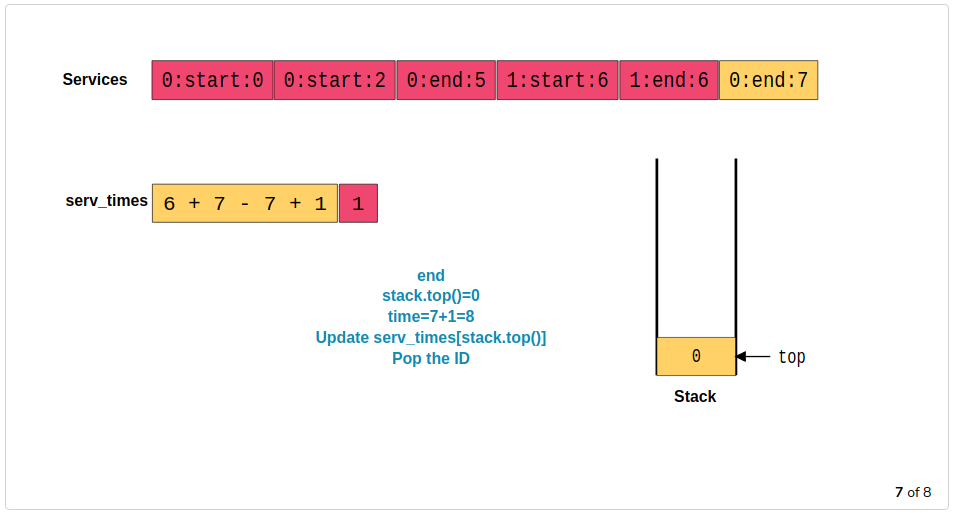 Services 0:start:0 0:start:2 0:end:5 1:start:6 1:end:6 0:end:7
serv_times 6 + 7 - 7 + 1 1
end
stack.top()=0
time=7+1=8
Update serv_times[stack.top()]
Pop the ID
0 top
Stack
7 of 8